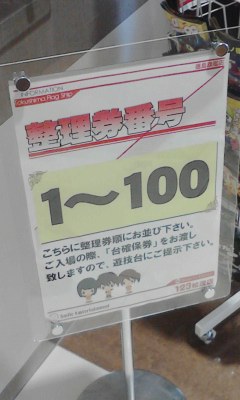 INFORMATION
整理券番号
1〜100
こちらに整理券順にお並び下さい。
ご入場の際、「台確保券」をお渡し
致しますので、遊技台にご提示下さい。